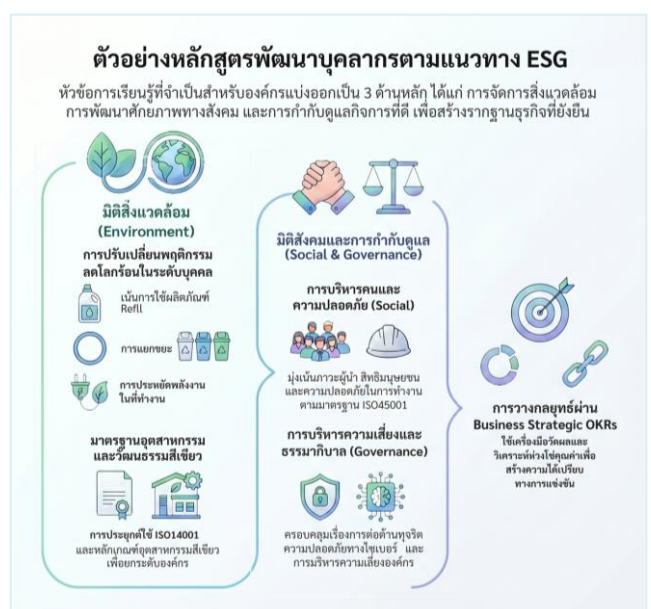 ตัวอย่างหลักสูตรพัฒนาบุคลากรตามแนวทาง ESG
หัวข้อการเรียนรู้ที่จำเป็นสำหรับองค์กรแบ่งออกเป็น 3 ด้านหลัก ได้แก่ การจัดการสิ่งแวดล้อม
การพัฒนาศักยภาพทางสังคม และการกำกับดูแลกิจการที่ดี เพื่อสร้างรากฐานธุรกิจที่ยังยืน
มิติสิ่งแวดล้อม
(Environment)
การปรับเปลี่ยนพฤติกรรม
ลดโลกร้อนในระดับบุคคล
เน้นการใช้ผลิตภัณฑ์
Refill
การแยกขยะ
การประหยัดพลังงาน
ในที่ทำงาน
มาตรฐานอุตสาหกรรม
และวัฒนธรรมสีเขียว
การประยุกต์ใช้ ISO14001
และหลักเกณฑ์อุตสาหกรรมสีเขียว
เพื่อยกระดับองค์กร
มิติสังคมและการกำกับดูแล
(Social & Governance)
การบริหารคนและ
ความปลอดภัย (Social)
มุ่งเน้นภาวะผู้นำ สิทธิมนุษยชน
และความปลอดภัยในการทำงาน
ตามมาตรฐาน ISO45001
การบริหารความเสี่ยงและ
ธรรมาภิบาล (Governance)
ครอบคลุมเรื่องการต่อต้านทุจริต
ความปลอดภัยทางไซเบอร์ และ
การบริหารความเสี่ยงองค์กร
การวางกลยุทธ์ผ่าน
Business Strategic OKRs
ใช้เครื่องมือวัดผลและ
วิเคราะห์ห่วงโซ่คุณค่าเพื่อ
สร้างความได้เปรียบ
ทางการแข่งขัน